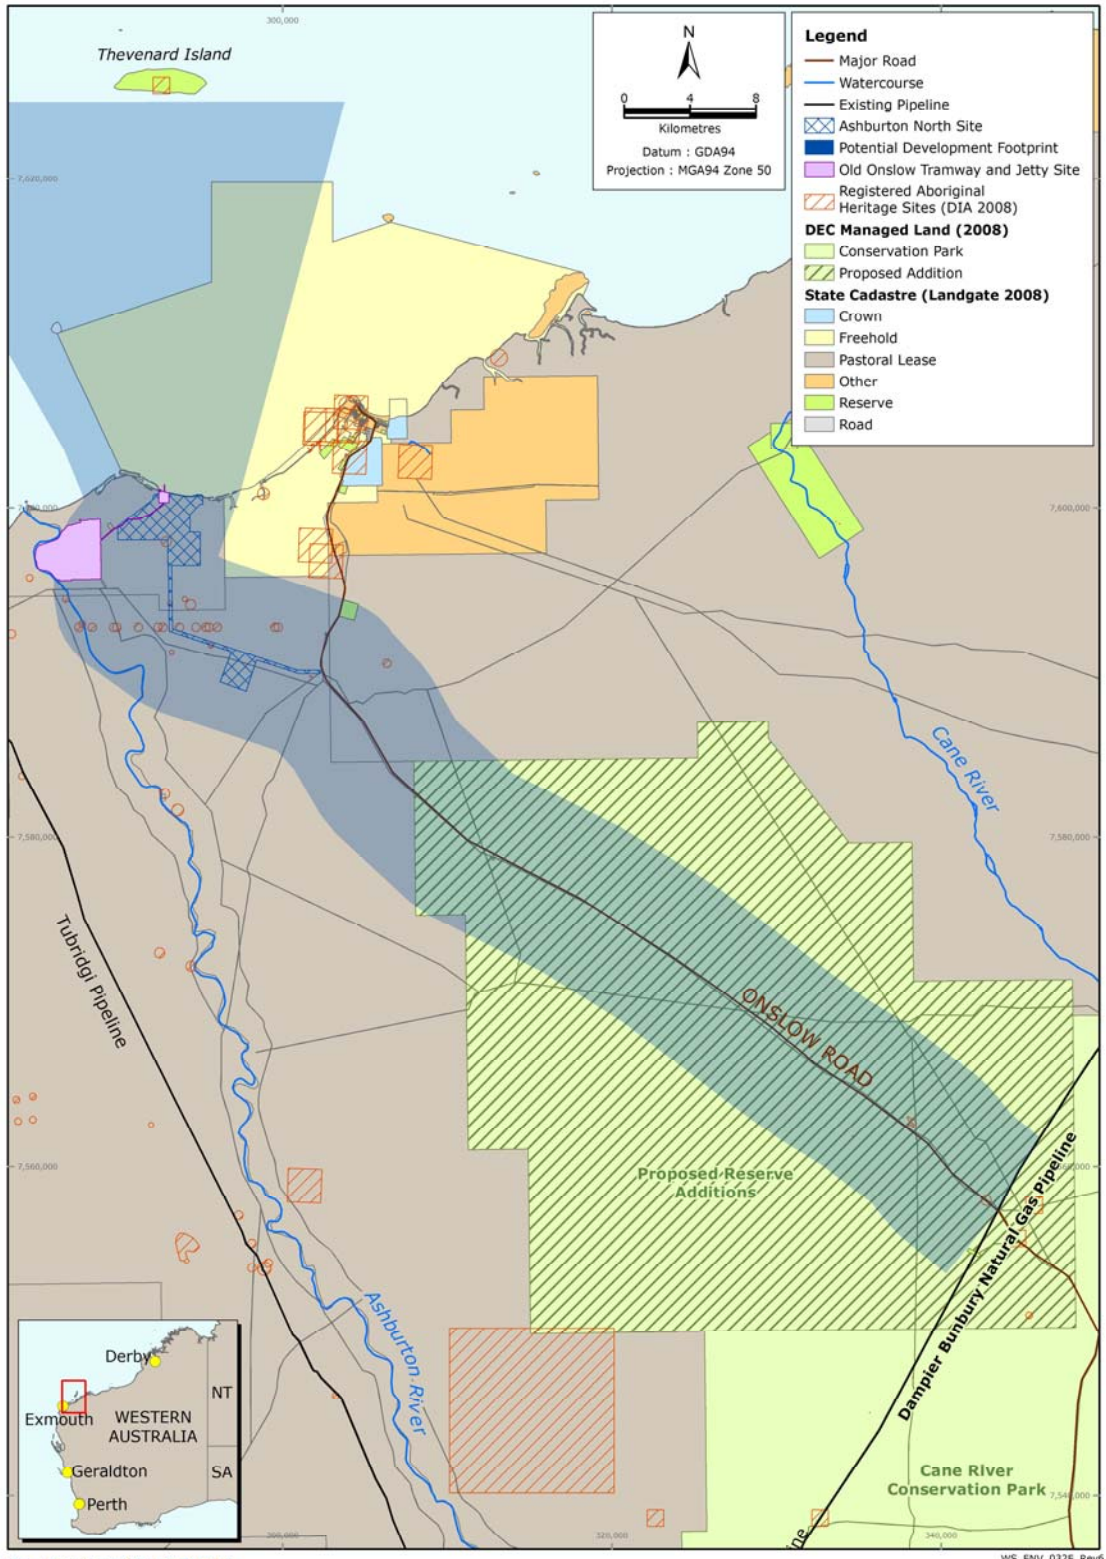 300,000
Thevenard Island
N
0 4 8
Kilometres
Datum : GDA94
Projection : MGA94 Zone 50
Legend
Major Road
Watercourse
Existing Pipeline
Ashburton North Site
Potential Development Footprint
Old Onslow Tramway and Jetty Site
Registered Aboriginal
Heritage Sites (DIA 2008)
DEC Managed Land (2008)
Conservation Park
Proposed Addition
State Cadastre (Landgate 2008)
Crown
Freehold
Pastoral Lease
Other
Reserve
Road
7,620,000
7,600,000
Cane River
7,580,000
7,580,000
Tubridgi Pipeline
ONSLOW ROAD
7,560,000
Proposed Reserve
Additions
Dampier Bunbury Natural Gas Pipeline
Ashburton River
Derby
NT
Exmouth
WESTERN
AUSTRALIA
Geraldton
SA
Perth
Cane River
Conservation Park
7,540,000
ine
320,000
340,000